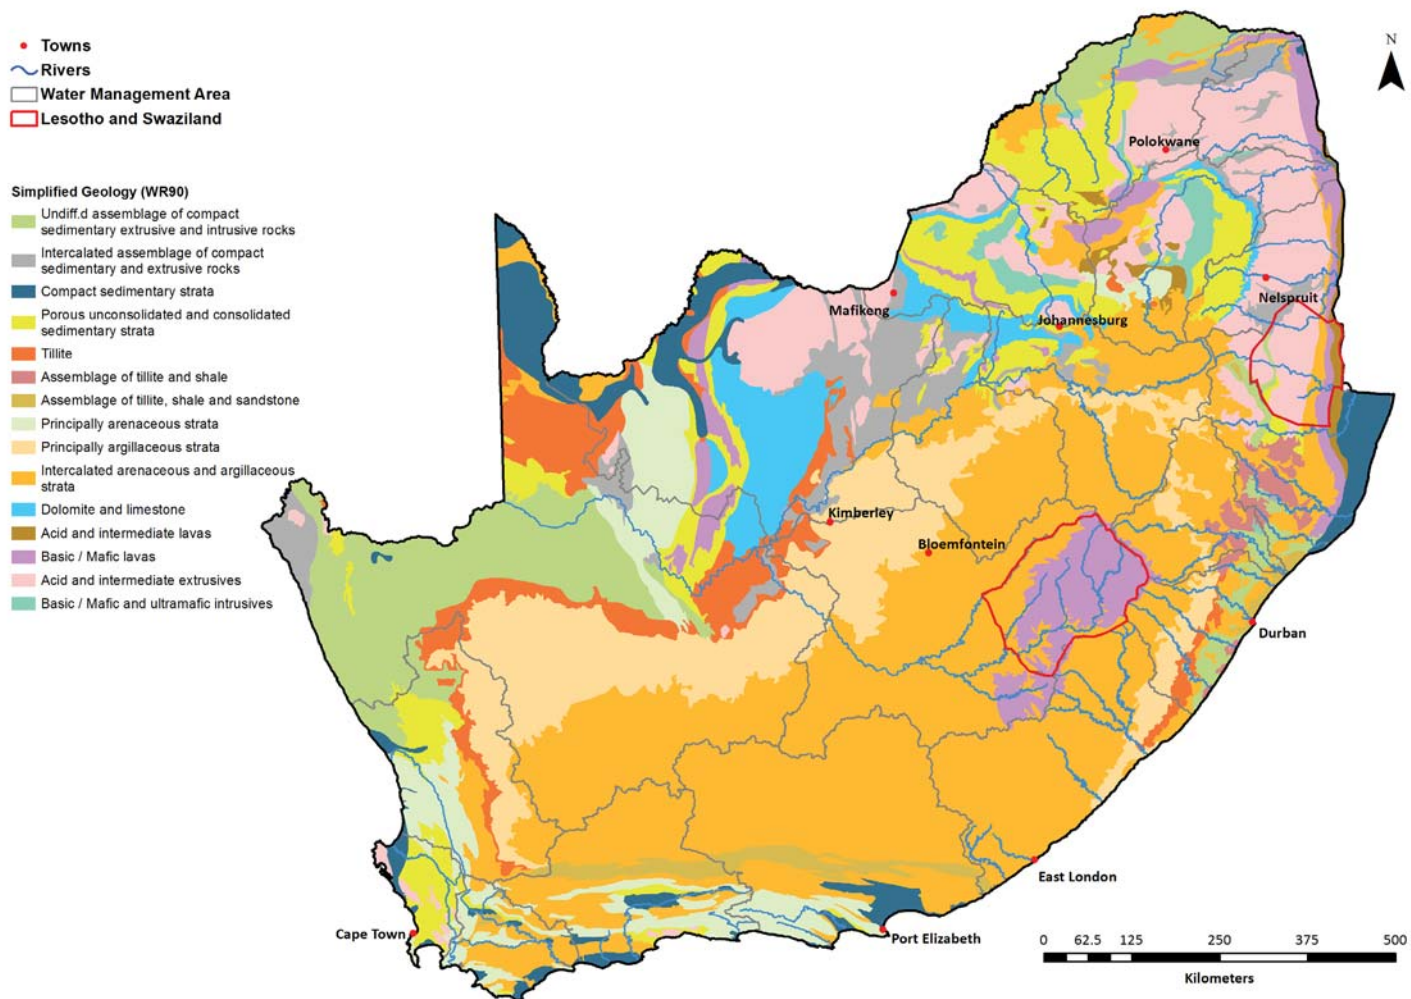 Towns
Rivers
Water Management Area
Lesotho and Swaziland
Simplified Geology (WR90)
Undiff.d assemblage of compact
sedimentary extrusive and intrusive rocks
Intercalated assemblage of compact
sedimentary and extrusive rocks
Compact sedimentary strata
Porous unconsolidated and consolidated
sedimentary strata
Tillite
Assemblage of tillite and shale
Assemblage of tillite, shale and sandstone
Principally arenaceous strata
Principally argillaceous strata
Intercalated arenaceous and argillaceous
strata
Dolomite and limestone
Acid and intermediate lavas
Basic / Mafic lavas
Acid and intermediate extrusives
Basic / Mafic and ultramafic intrusives
N
Polokwane
Nelspruit
Mafikeng
Johannesburg
Kimberley
Bloemfontein
Durban
East London
Cape Town
Port Elizabeth
0 62.5 125 250 375 500
Kilometers